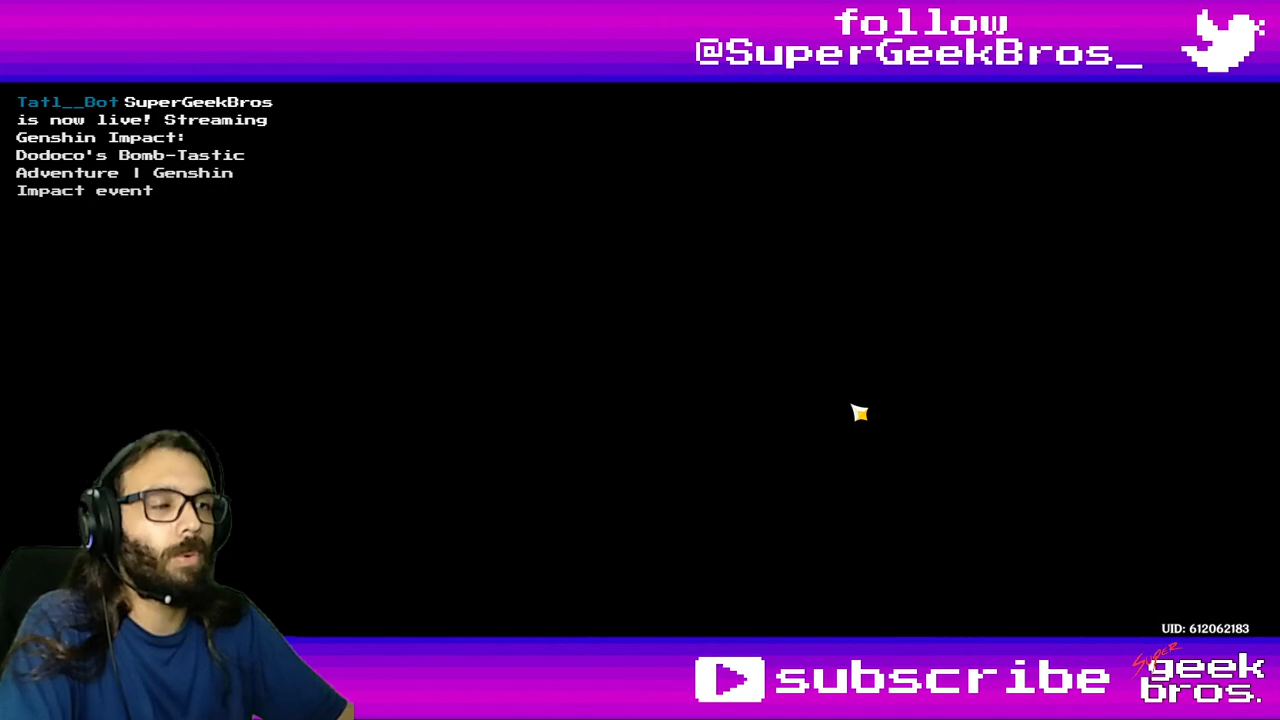 follow
@SuperGeekBros_
Tatl__Bot SuperGeekBros
is now live! Streaming
Genshin Impact:
Dodoco's Bomb-Tastic
Adventure | Genshin
Impact event
UID: 612062183
subscribe
SUPER
geek
bros.